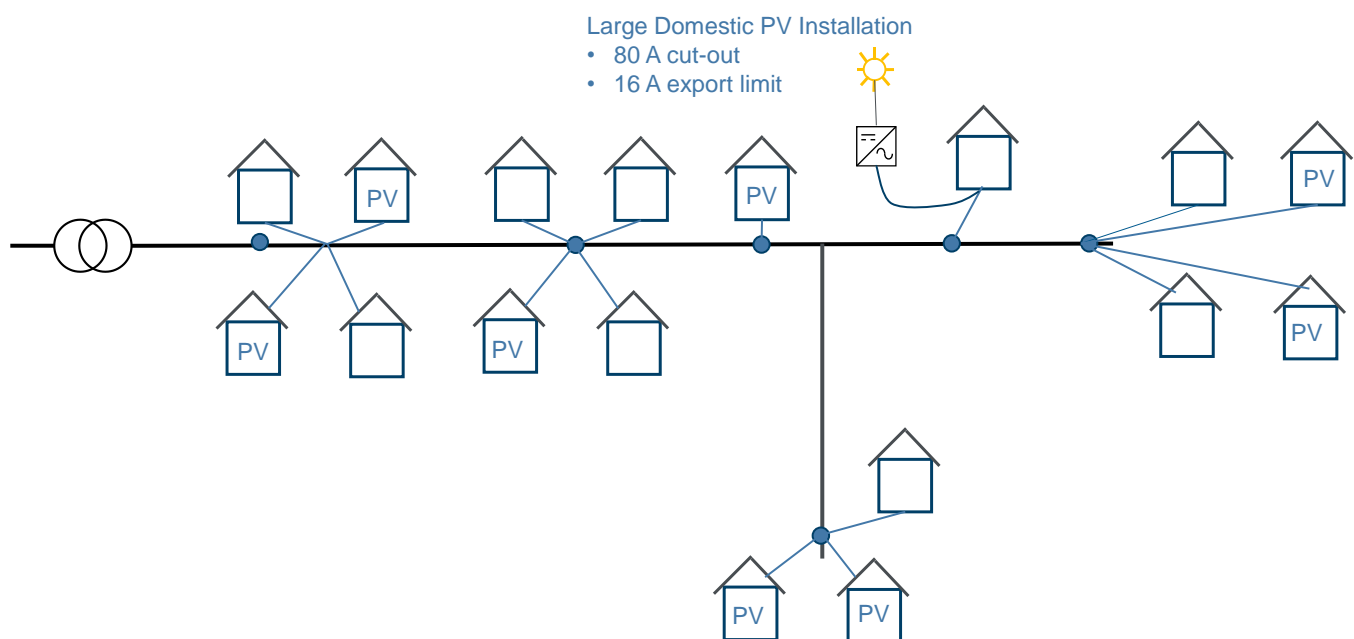 Large Domestic PV Installation
• 80 A cut-out
• 16 A export limit
PV
PV
PV
PV
PV
PV
PV
PV